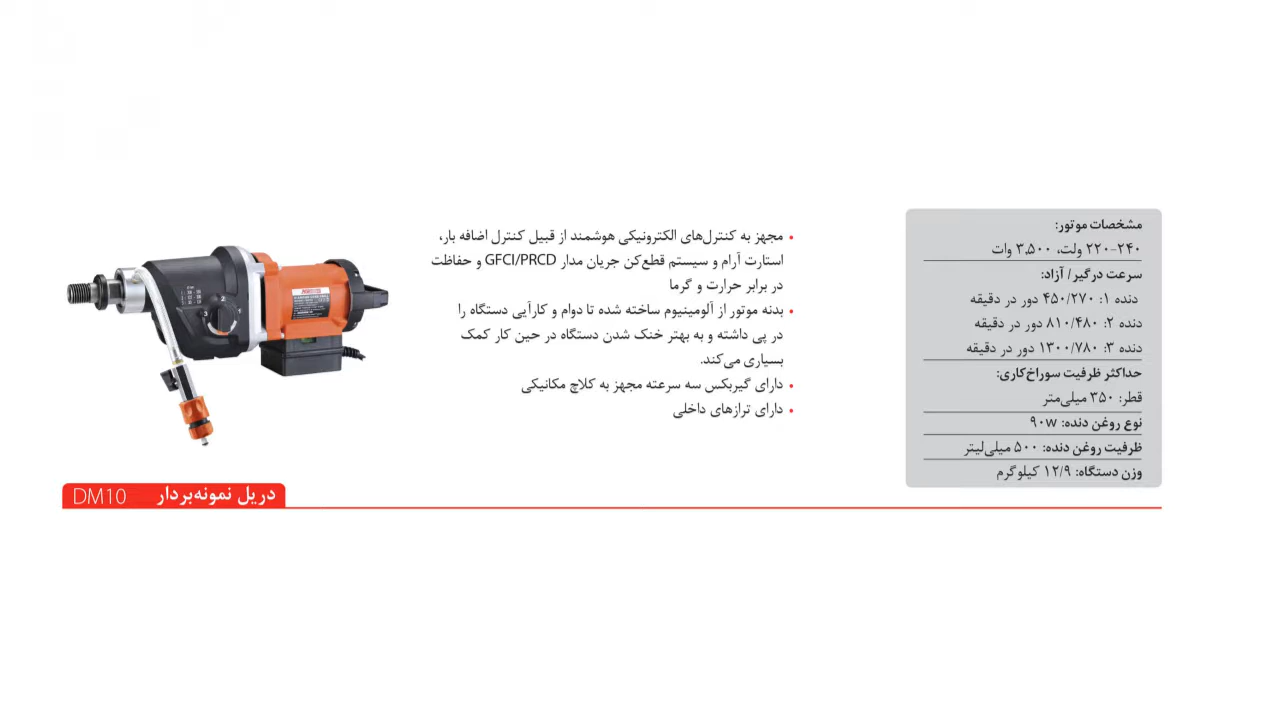 مشخصات موتور:
۲۲۰-۲۴۰ ولت، ۳,۵۰۰ وات
سرعت درگیر/ آزاد:
دنده ۱: ۴۵۰/۲۷۰ دور در دقیقه
دنده ۲: ۸۱۰/۴۸۰ دور در دقیقه
دنده ۳: ۱۳۰۰/۷۸۰ دور در دقیقه
حداکثر ظرفیت سوراخ‌کاری:
قطر: ۳۵۰ میلی‌متر
نوع روغن دنده: ۹۰w
ظرفیت روغن دنده: ۵۰۰ میلی‌لیتر
وزن دستگاه: ۱۲/۹ کیلوگرم
• مجهز به کنترل‌های الکترونیکی هوشمند از قبیل کنترل اضافه بار،
استارت آرام و سیستم قطع‌کن جریان مدار GFCI/PRCD و حفاظت
در برابر حرارت و گرما
• بدنه موتور از آلومینیوم ساخته شده تا دوام و کارآیی دستگاه را
در پی داشته و به بهتر خنک شدن دستگاه در حین کار کمک
بسیاری می‌کند.
• دارای گیربکس سه سرعته مجهز به کلاچ مکانیکی
• دارای ترازهای داخلی
دریل نمونه‌بردار DM10